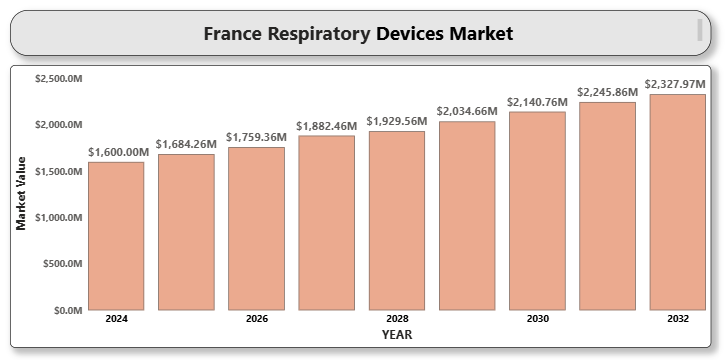 France Respiratory Devices Market
$2,500.0M
$2,000.0M
$1,500.0M
$1,000.0M
$500.0M
$0.0M
Market Value
$1,600.00M
$1,684.26M
$1,759.36M
$1,882.46M
$1,929.56M
$2,034.66M
$2,140.76M
$2,245.86M
$2,327.97M
2024
2026
2028
2030
2032
YEAR